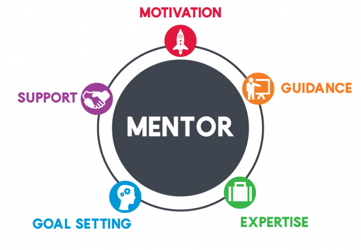 MOTIVATION
SUPPORT
GUIDANCE
MENTOR
GOAL SETTING
EXPERTISE